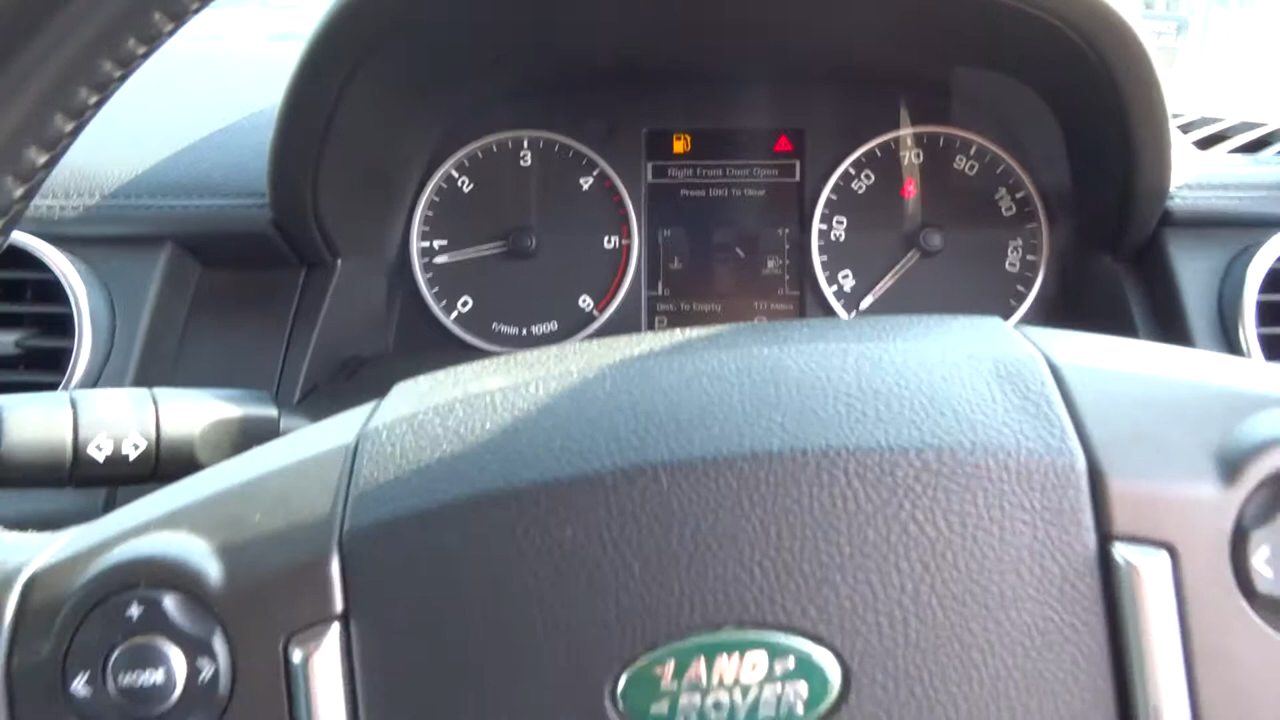 0
1
2
3
4
5
6
r/min x 1000
Right Front Door Open
Press (OK) To Clear
H
Dist. To Empty 10 Miles
P
10
30
50
70
90
110
130
MODE
LAND
ROVER